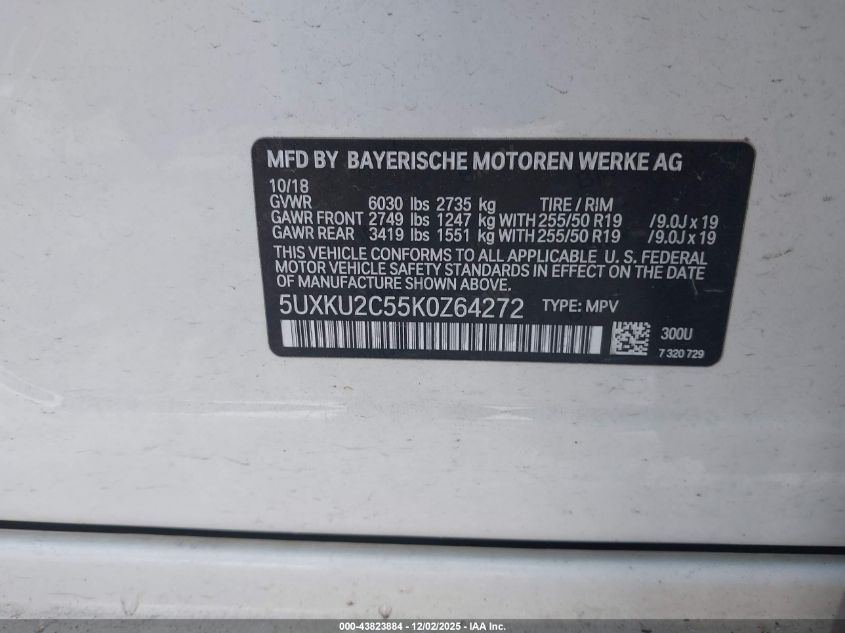 MFD BY BAYERISCHE MOTOREN WERKE AG
10/18
GVWR 6030 lbs 2735 kg TIRE / RIM
GAWR FRONT 2749 lbs 1247 kg WITH 255/50 R19 /9.0J x 19
GAWR REAR 3419 lbs 1551 kg WITH 255/50 R19 /9.0J x 19
THIS VEHICLE CONFORMS TO ALL APPLICABLE U. S. FEDERAL
MOTOR VEHICLE SAFETY STANDARDS IN EFFECT ON THE DATE
OF MANUFACTURE SHOWN ABOVE.
5UXKU2C55K0Z64272 TYPE: MPV
300U
7 320 729
000-43823884 - 12/02/2025 - IAA Inc.